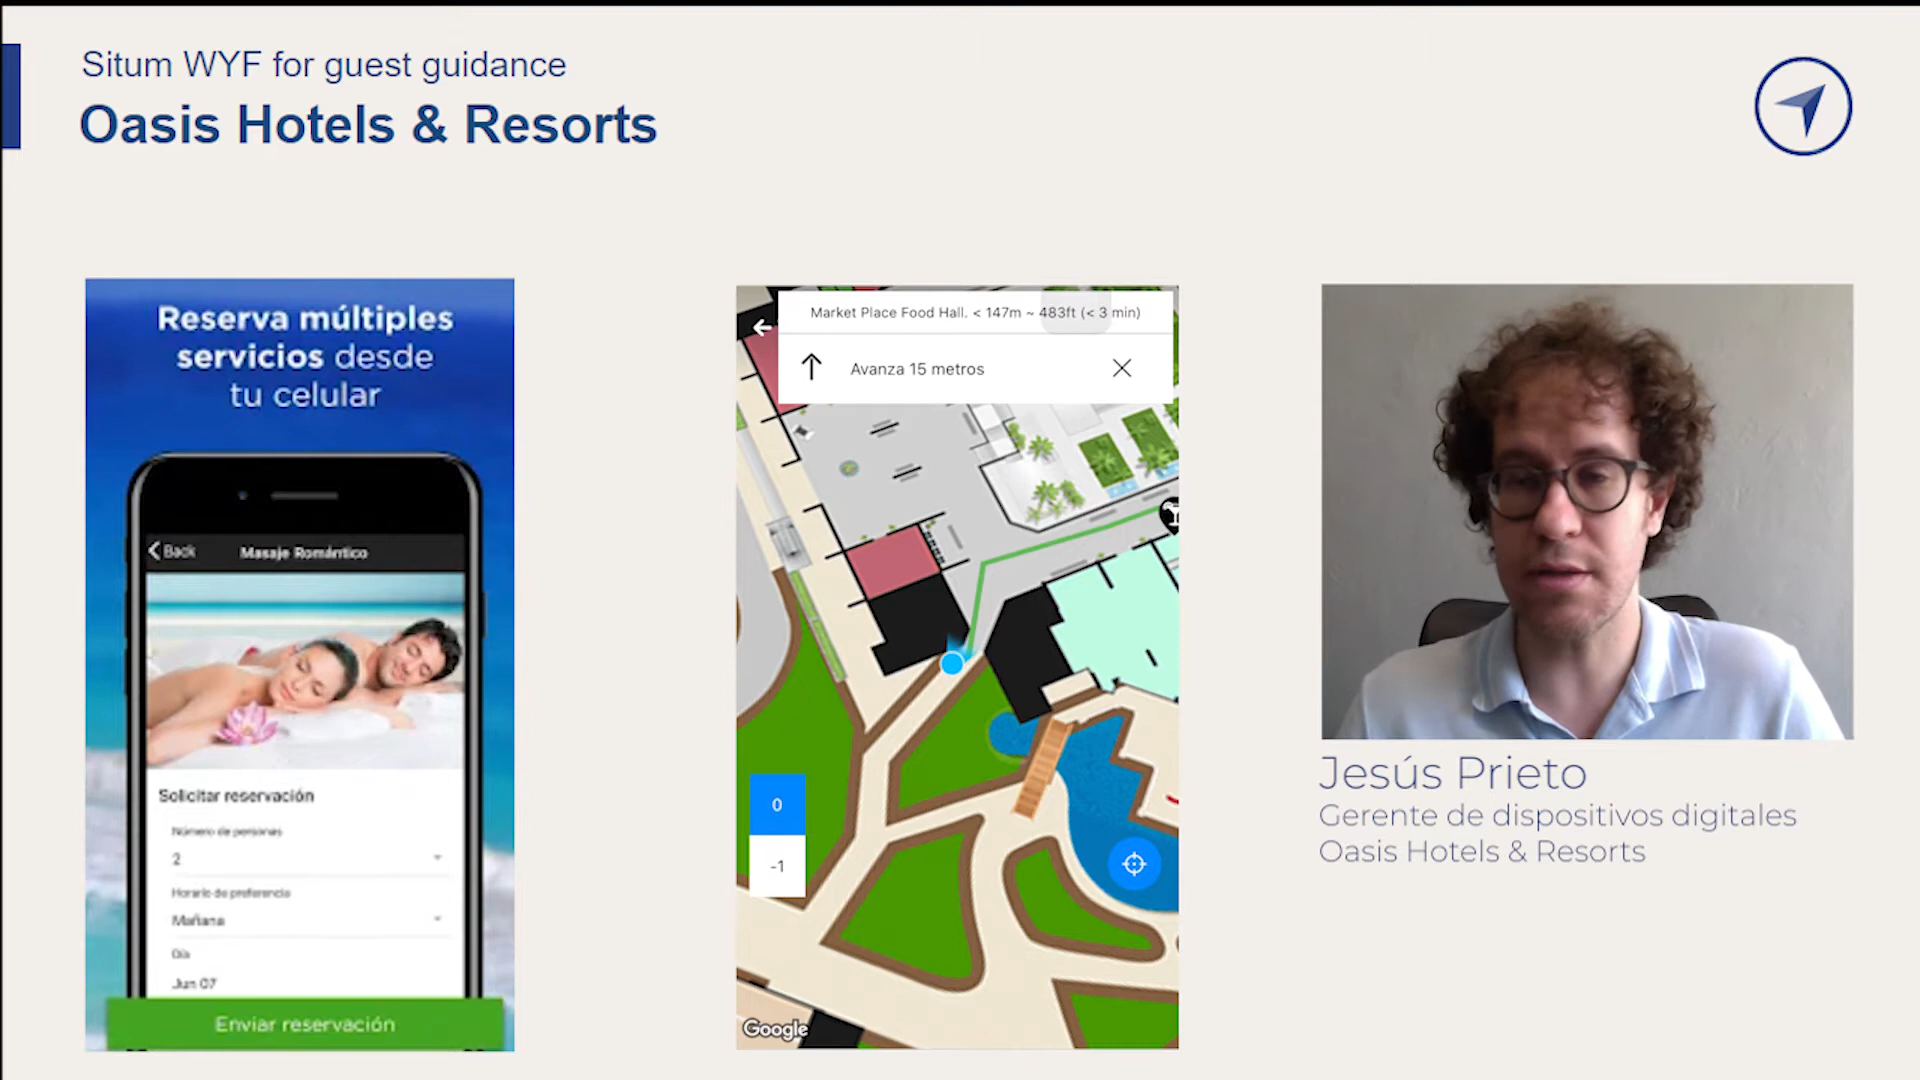 Situm WYF for guest guidance
Oasis Hotels & Resorts
Reserva múltiples
servicios desde
tu celular
Back Masaje Romántico
Solicitar reservación
Número de personas
2
Horario de preferencia
Mañana
Día
Jun 07
Enviar reservación
Market Place Food Hall. < 147m ~ 483ft (< 3 min)
Avanza 15 metros
0
-1
Google
Jesús Prieto
Gerente de dispositivos digitales
Oasis Hotels & Resorts